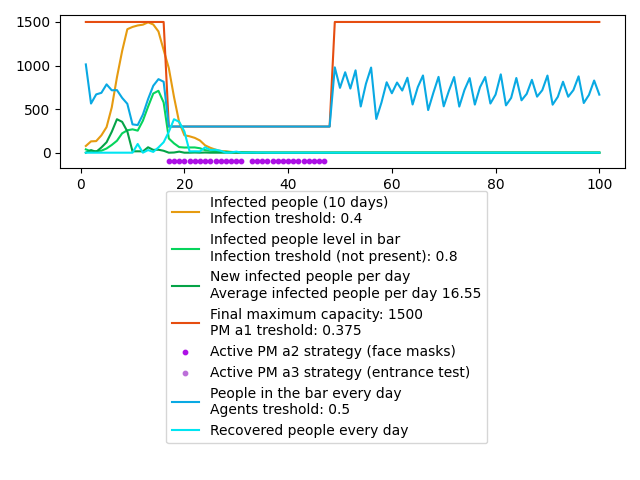 1500
1000
500
0
0 20 40 60 80 100
Infected people (10 days)
Infection treshold: 0.4
Infected people level in bar
Infection treshold (not present): 0.8
New infected people per day
Average infected people per day 16.55
Final maximum capacity: 1500
PM a1 treshold: 0.375
Active PM a2 strategy (face masks)
Active PM a3 strategy (entrance test)
People in the bar every day
Agents treshold: 0.5
Recovered people every day